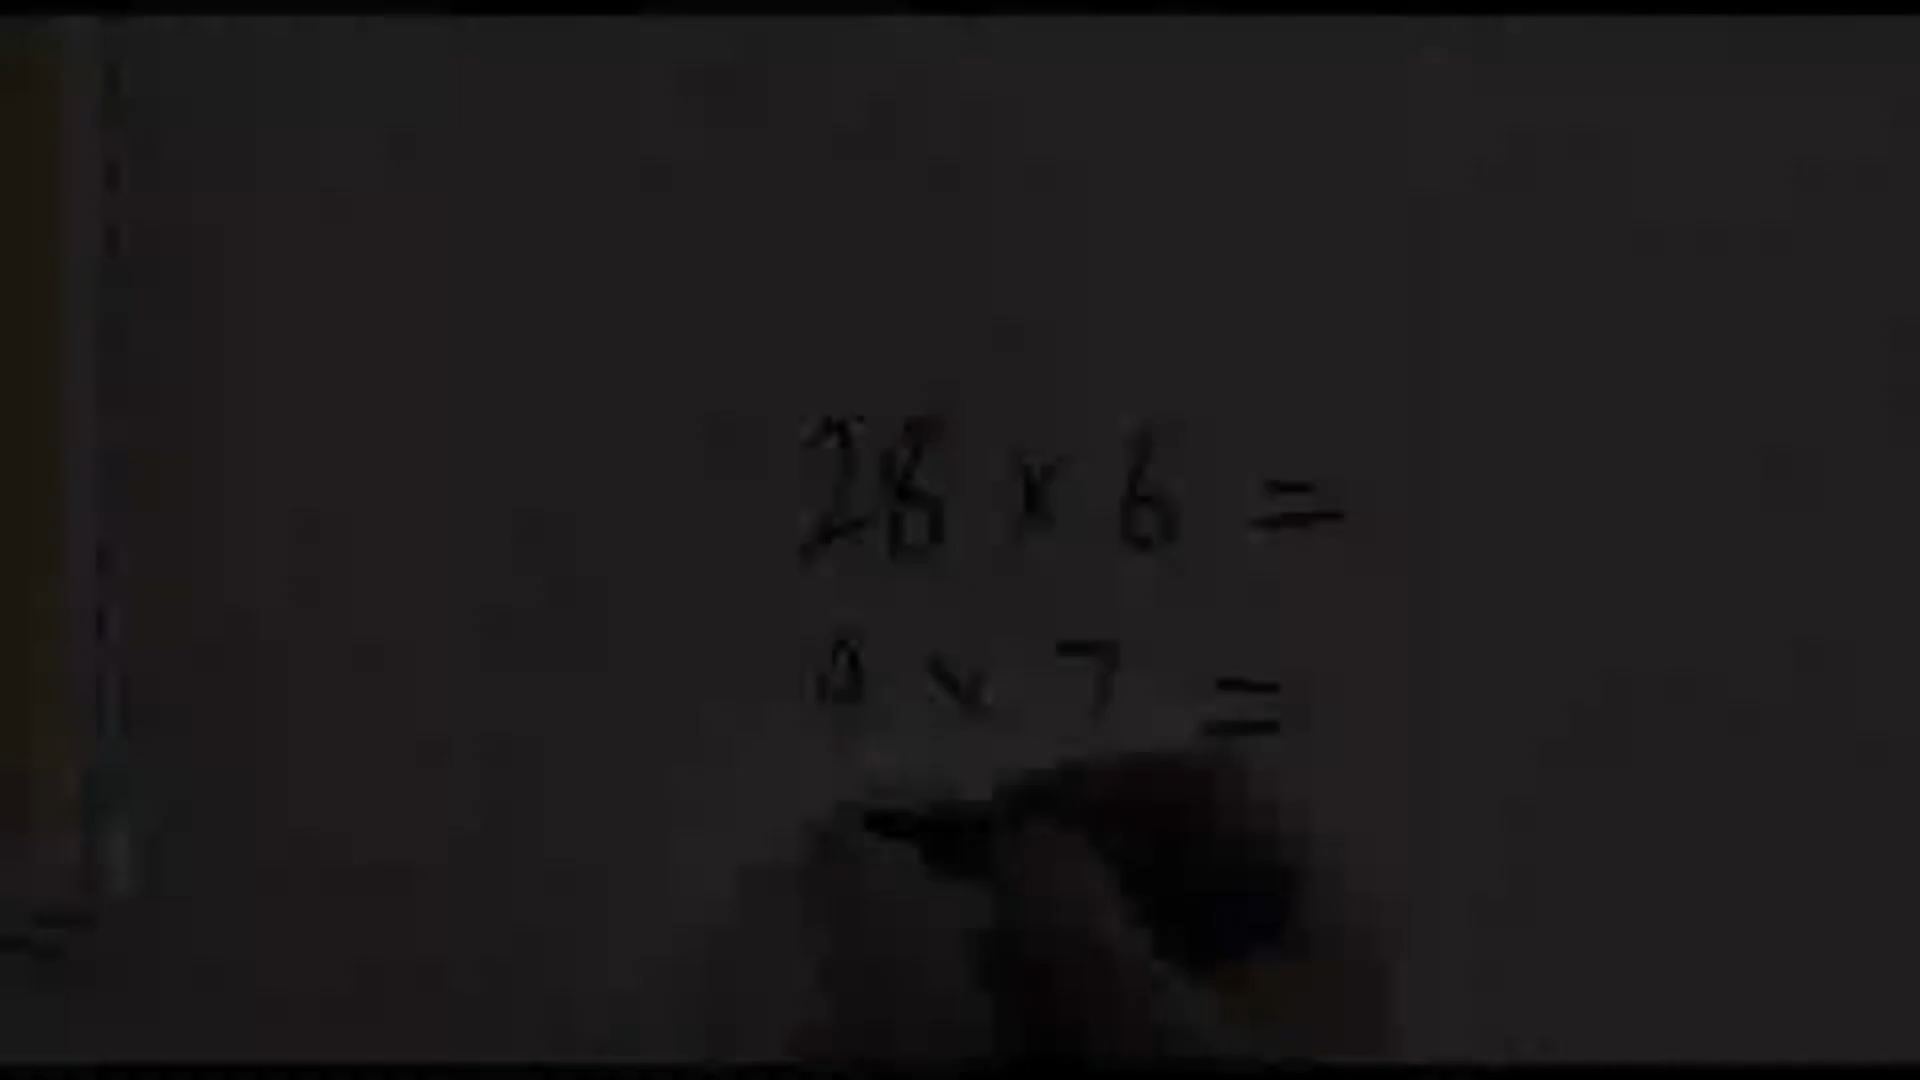 28 x 6 =
x 7 =